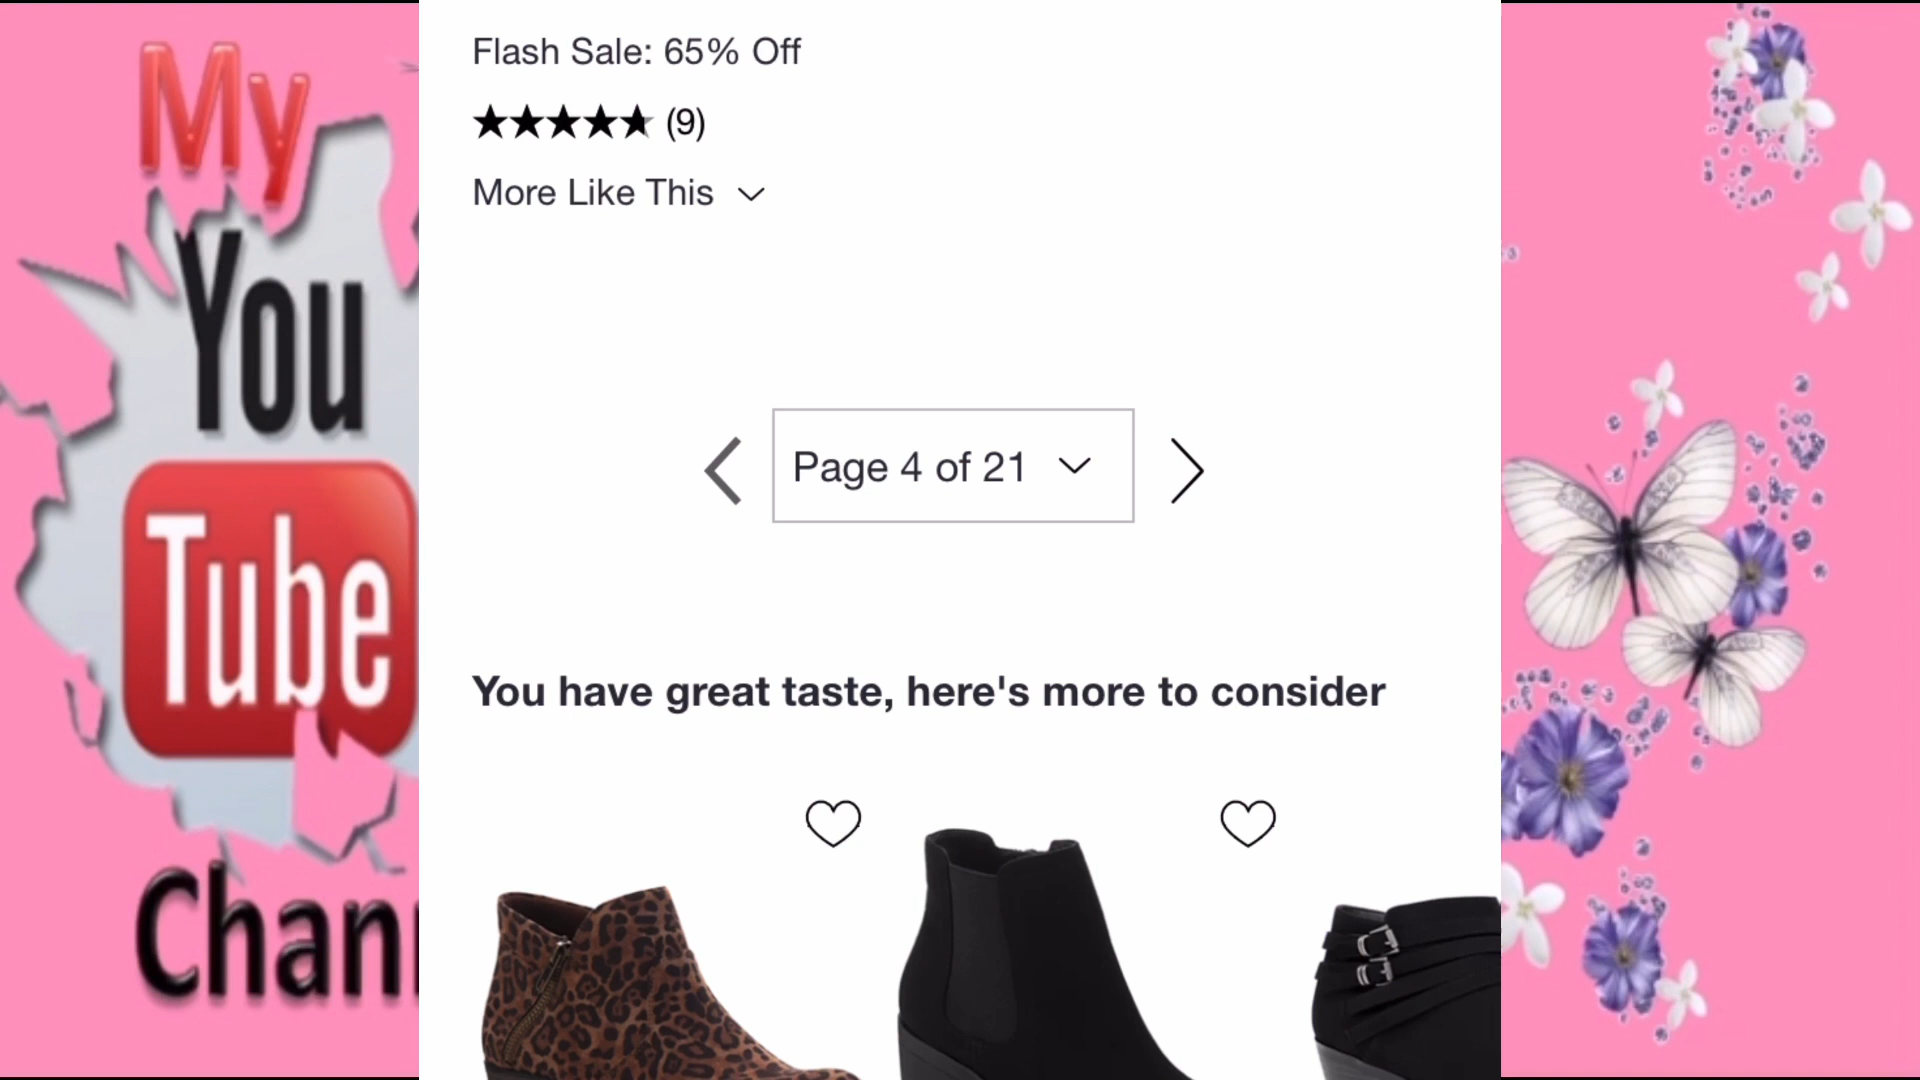 My
You
Tube
Chan
Flash Sale: 65% Off
(9)
More Like This
Page 4 of 21
You have great taste, here's more to consider